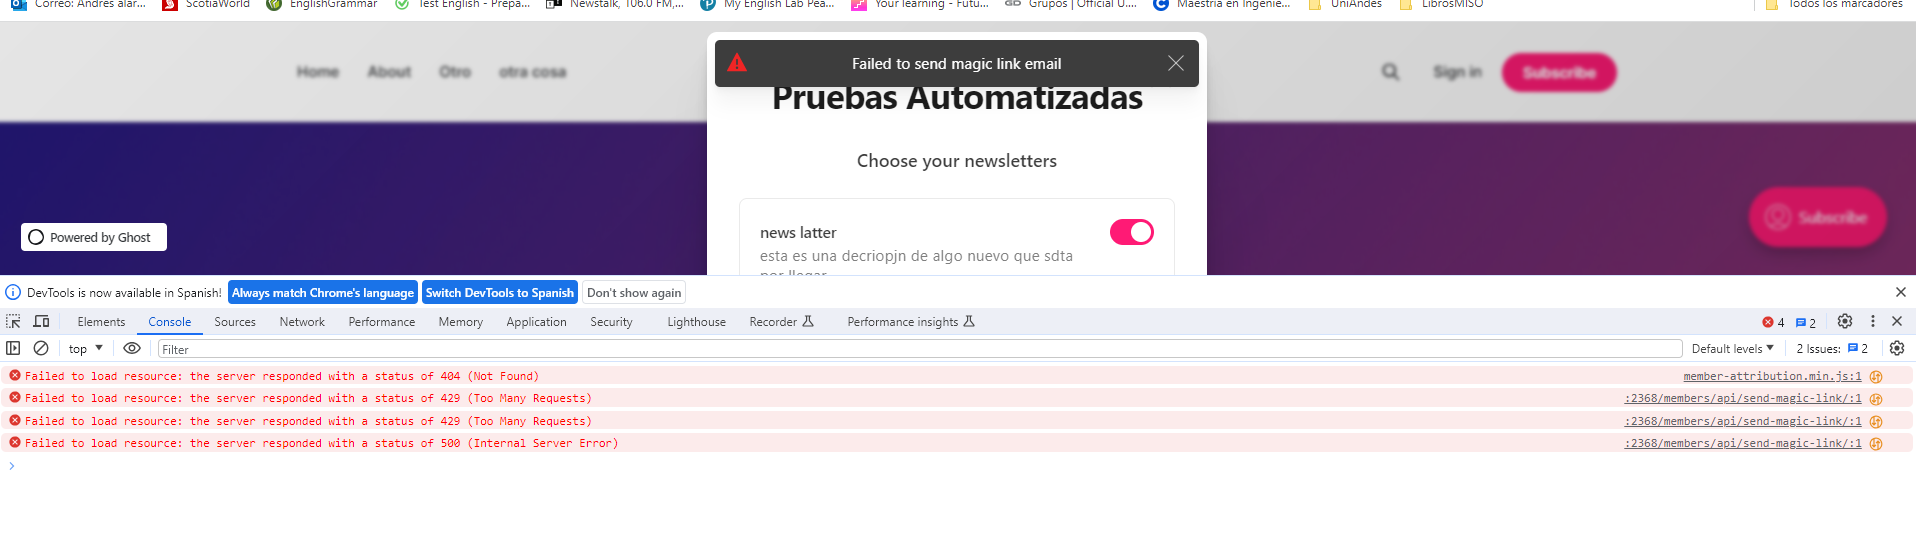 Correo: Andres alar... ScotiaWorld EnglishGrammar Test English - Prepa... Newstalk, 106.0 FM,... My English Lab Pea... Your learning - Futu... Grupos | Official U.... Maestría en Ingenie... UniAndes LibrosMISO Todos los marcadores
Failed to send magic link email
Home About Otro otra cosa Sign in Subscribe
Pruebas Automatizadas
Choose your newsletters
news latter
esta es una decriopjn de algo nuevo que sdta
por llegar
Subscribe
Powered by Ghost
DevTools is now available in Spanish! Always match Chrome's language Switch DevTools to Spanish Don't show again
Elements Console Sources Network Performance Memory Application Security Lighthouse Recorder Performance insights 4 2
top Filter Default levels 2 Issues: 2
Failed to load resource: the server responded with a status of 404 (Not Found) member-attribution.min.js:1
Failed to load resource: the server responded with a status of 429 (Too Many Requests) :2368/members/api/send-magic-link/:1
Failed to load resource: the server responded with a status of 429 (Too Many Requests) :2368/members/api/send-magic-link/:1
Failed to load resource: the server responded with a status of 500 (Internal Server Error) :2368/members/api/send-magic-link/:1